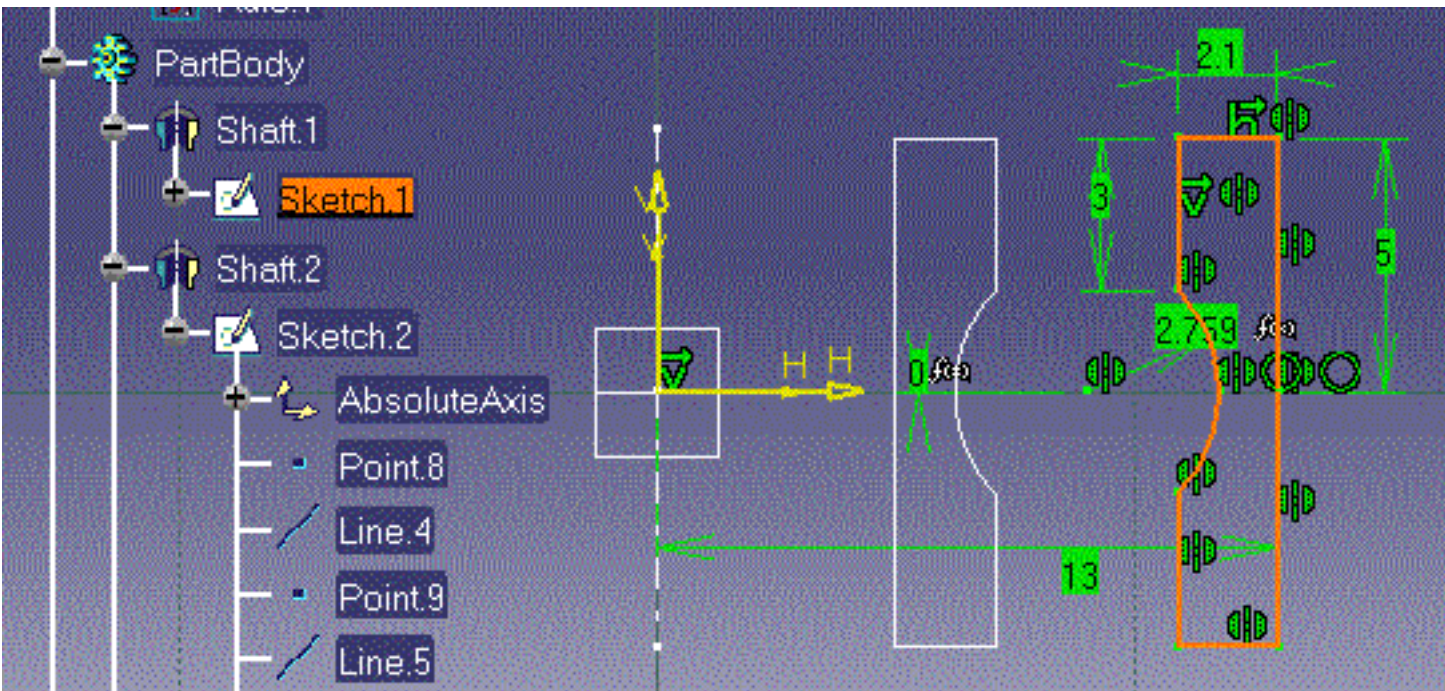 PartBody
Shaft.1
Sketch.1
Shaft.2
Sketch.2
AbsoluteAxis
Point.8
Line.4
Point.9
Line.5
2.1
3
5
2.759
f(x)
V
V
H H
0
f(x)
13